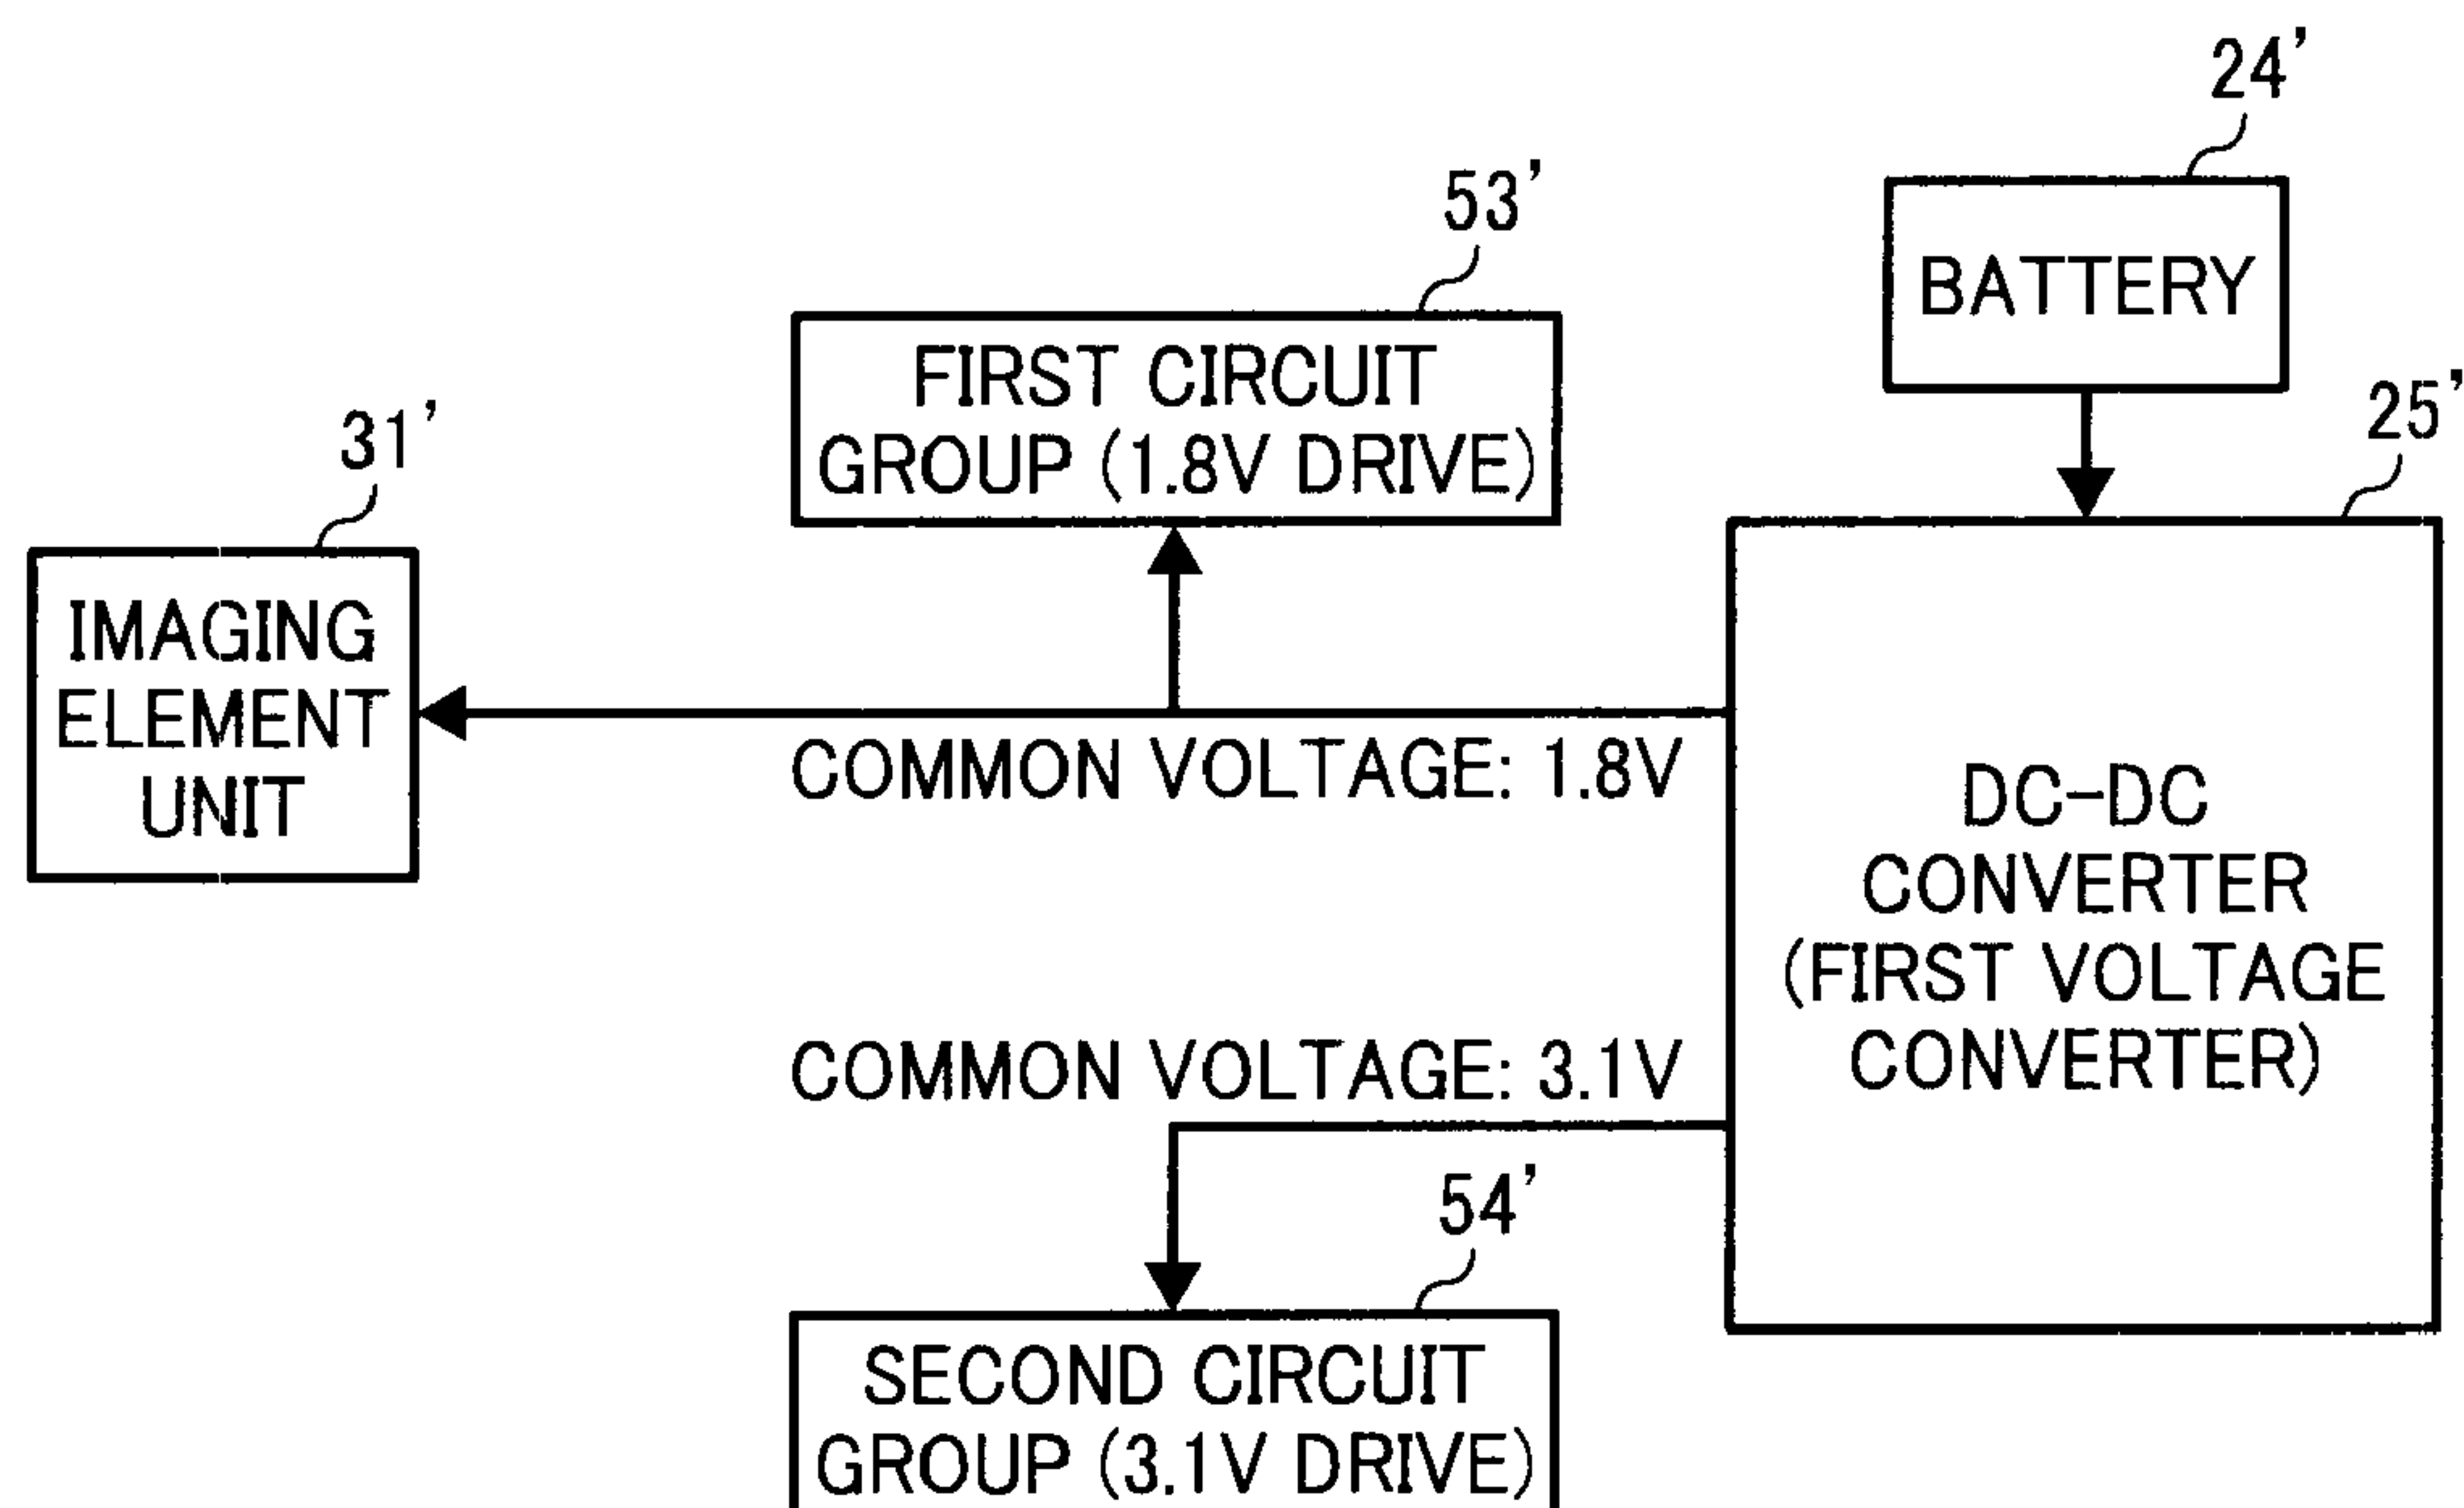 24'
BATTERY
53'
FIRST CIRCUIT
GROUP (1.8V DRIVE)
25'
31'
IMAGING
ELEMENT
UNIT
COMMON VOLTAGE: 1.8V
DC-DC
CONVERTER
(FIRST VOLTAGE
CONVERTER)
COMMON VOLTAGE: 3.1V
54'
SECOND CIRCUIT
GROUP (3.1V DRIVE)